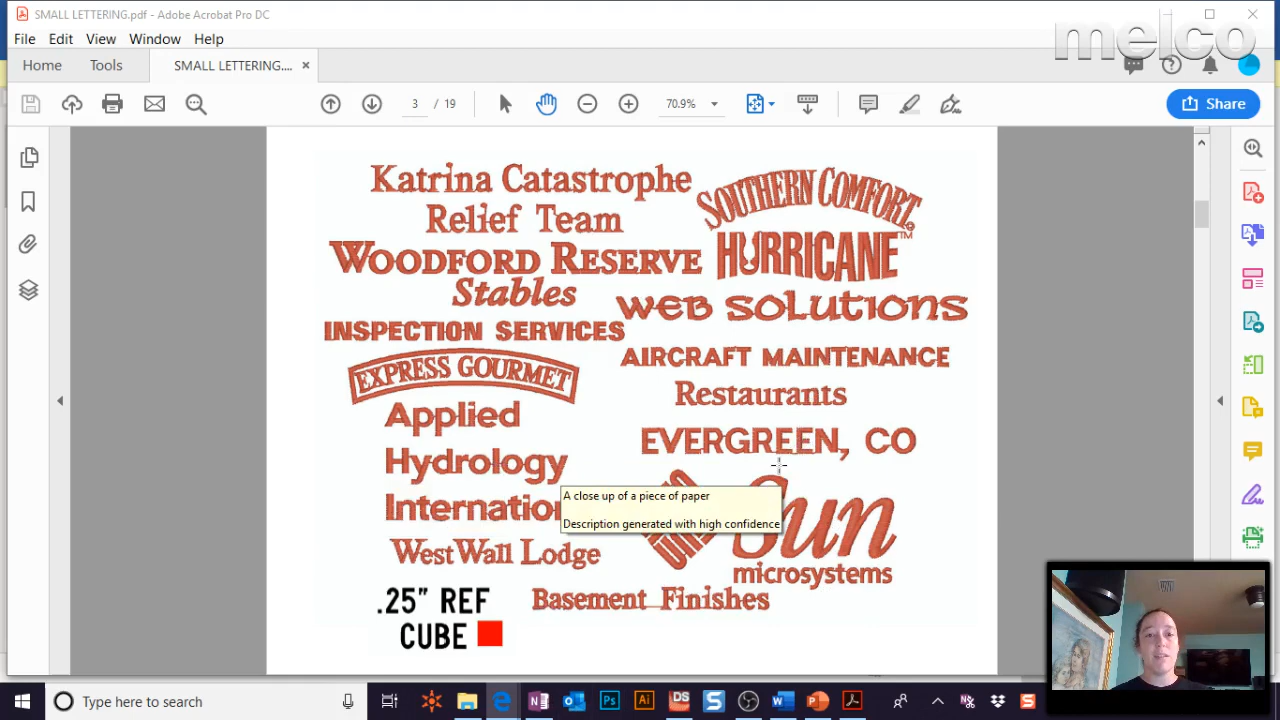 SMALL LETTERING.pdf - Adobe Acrobat Pro DC
melco
File Edit View Window Help
Home Tools SMALL LETTERING.... ×
3 / 19 70.9% Share
Katrina Catastrophe
Relief Team
WOODFORD RESERVE
Stables
INSPECTION SERVICES
EXPRESS GOURMET
Applied
Hydrology
Internation
WestWall Lodge
.25" REF
CUBE
SOUTHERN COMFORT
HURRICANE™
WEB SOLUTIONS
AIRCRAFT MAINTENANCE
Restaurants
EVERGREEN, CO
A close up of a piece of paper
Description generated with high confidence
Sun
microsystems
Basement Finishes
Type here to search